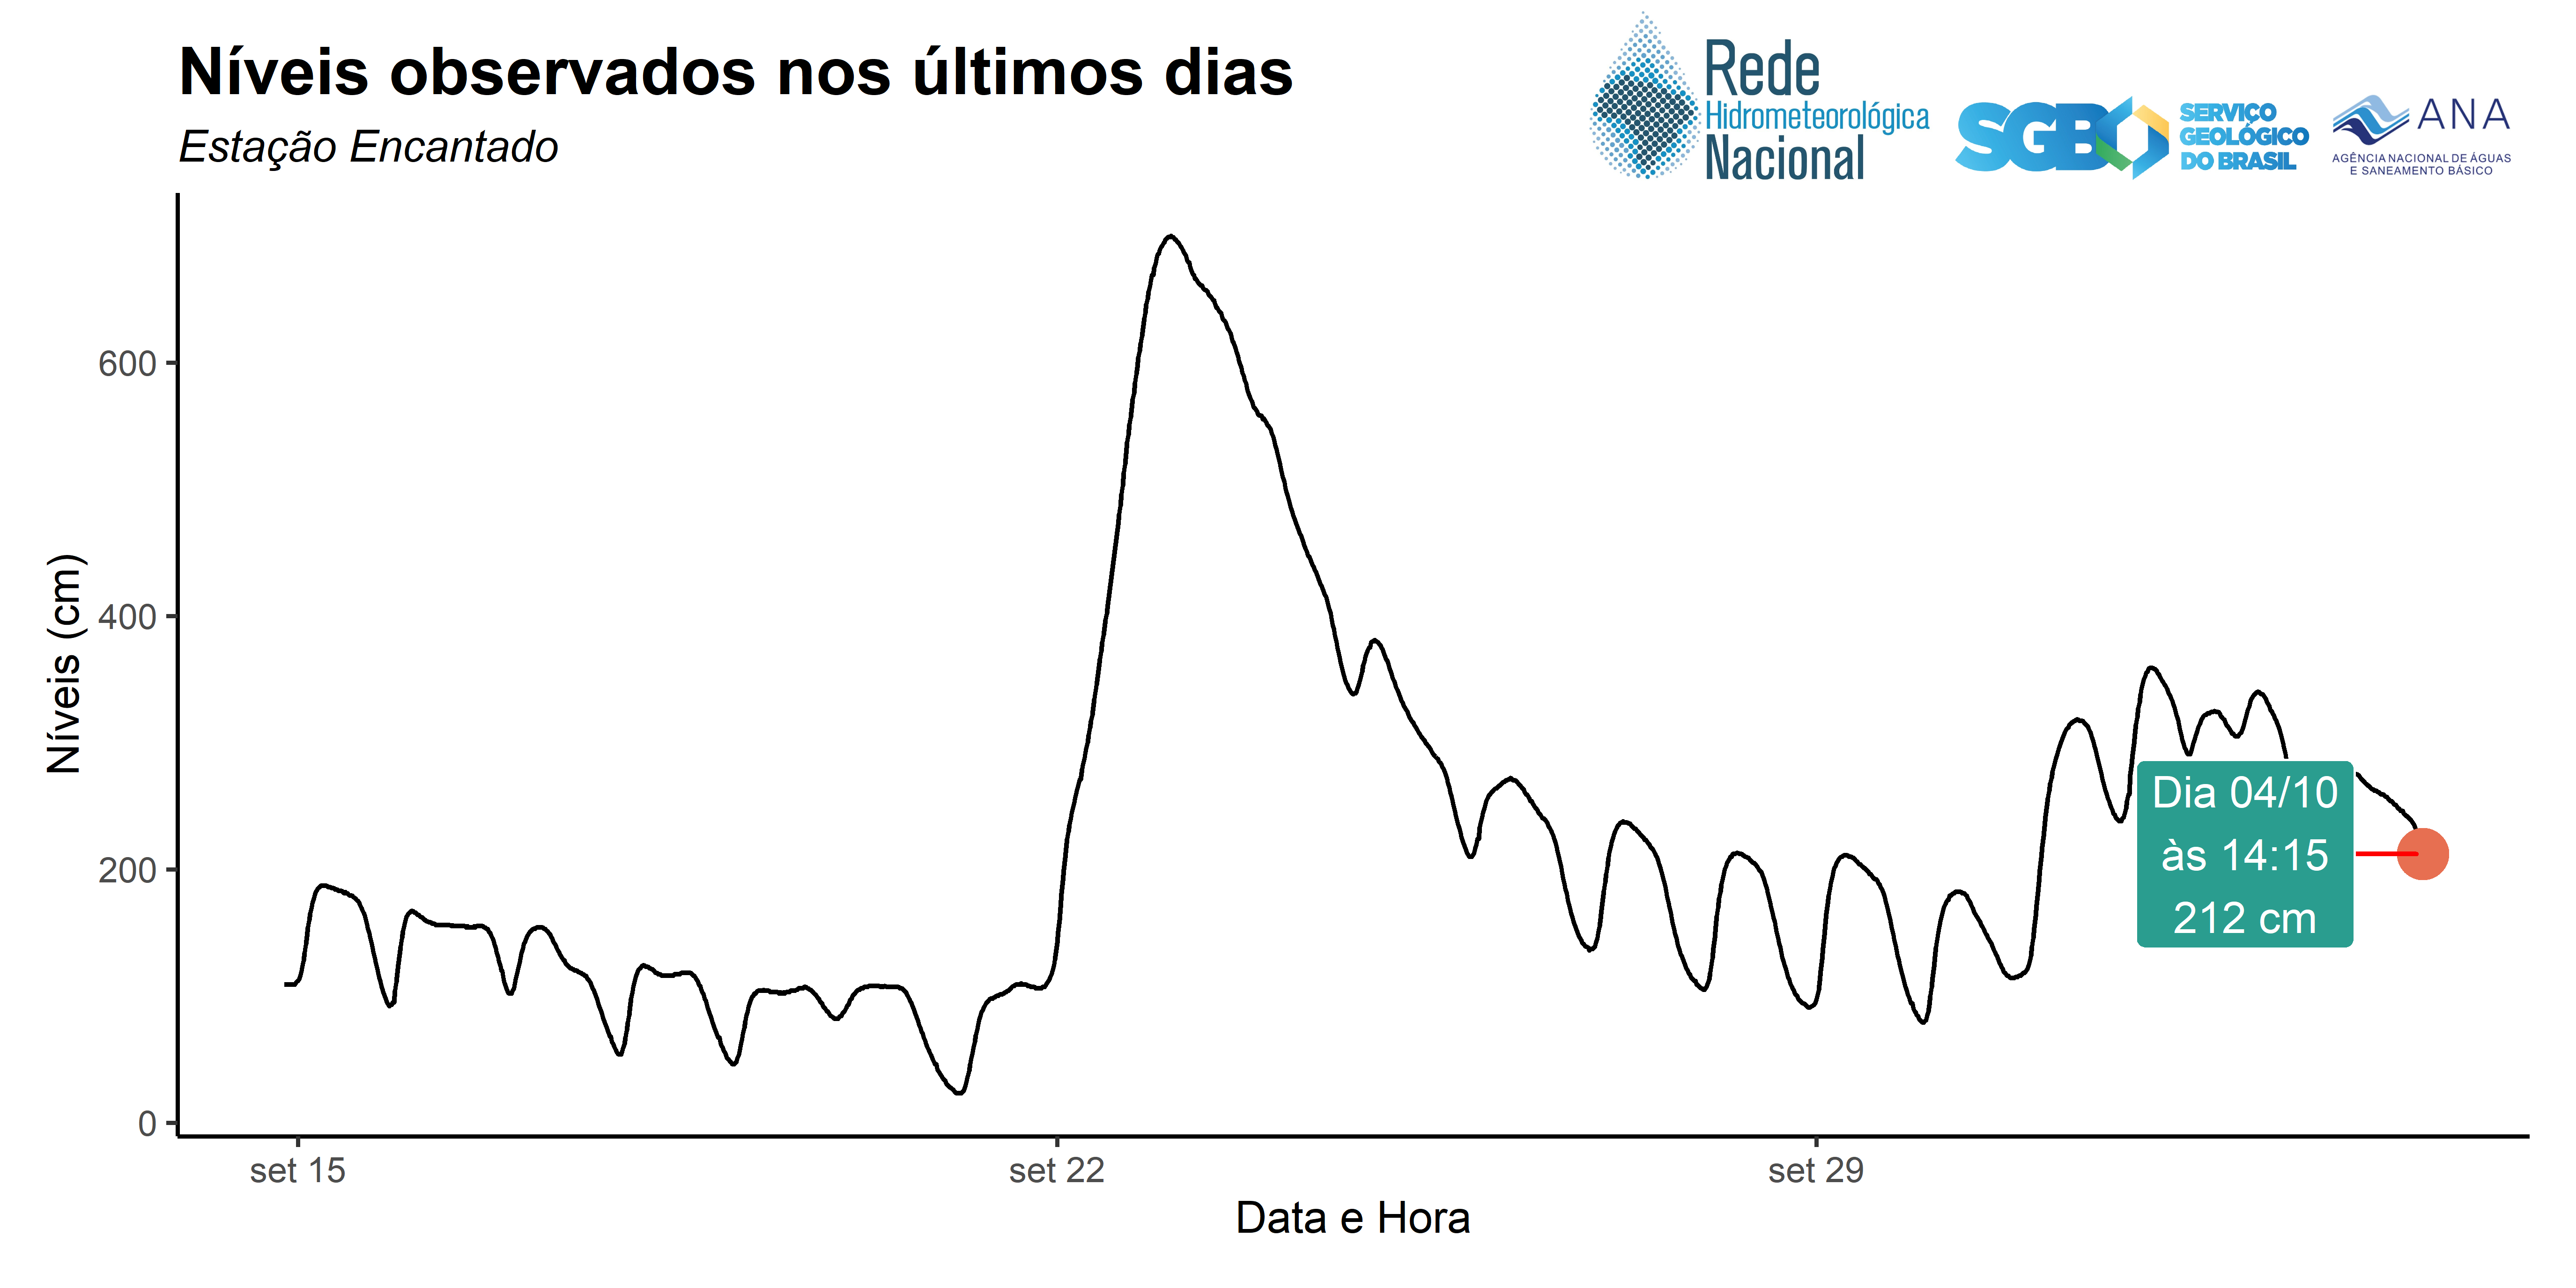 Níveis observados nos últimos dias
Estação Encantado
Rede
Hidrometeorológica
Nacional
SGB
SERVIÇO
GEOLÓGICO
DO BRASIL
ANA
AGÊNCIA NACIONAL DE ÁGUAS
E SANEAMENTO BÁSICO
Níveis (cm)
600
400
200
0
Dia 04/10
às 14:15
212 cm
set 15
set 22
set 29
Data e Hora